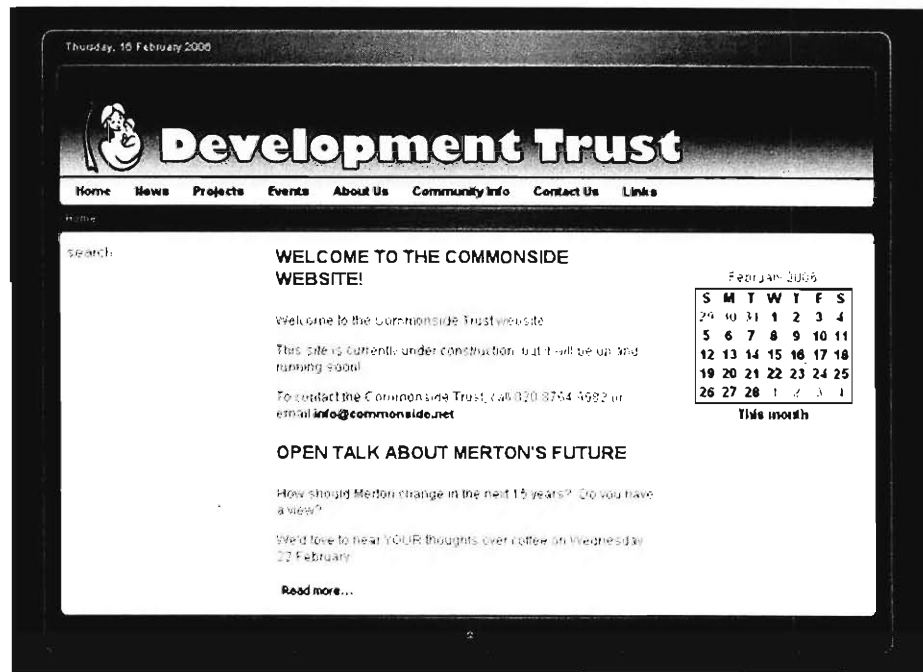 Thursday, 16 February 2006
Development Trust
Home News Projects Events About Us Community Info Contact Us Links
Home
search
WELCOME TO THE COMMONSIDE
WEBSITE!
Welcome to the Commonside Trust website
This site is currently under construction, but it will be up and
running soon!
To contact the Commonside Trust, call 020 8764 or
email info@commonside.net
OPEN TALK ABOUT MERTON'S FUTURE
How should Merton change in the next 15 years? Do you have
a view?
We'd love to hear YOUR thoughts over coffee on Wednesday
22 February
Read more...
February 2006
S M T W T F S
29 30 31 1 2 3 4
5 6 7 8 9 10 11
12 13 14 15 16 17 18
19 20 21 22 23 24 25
26 27 28 1 2 3 4
This month